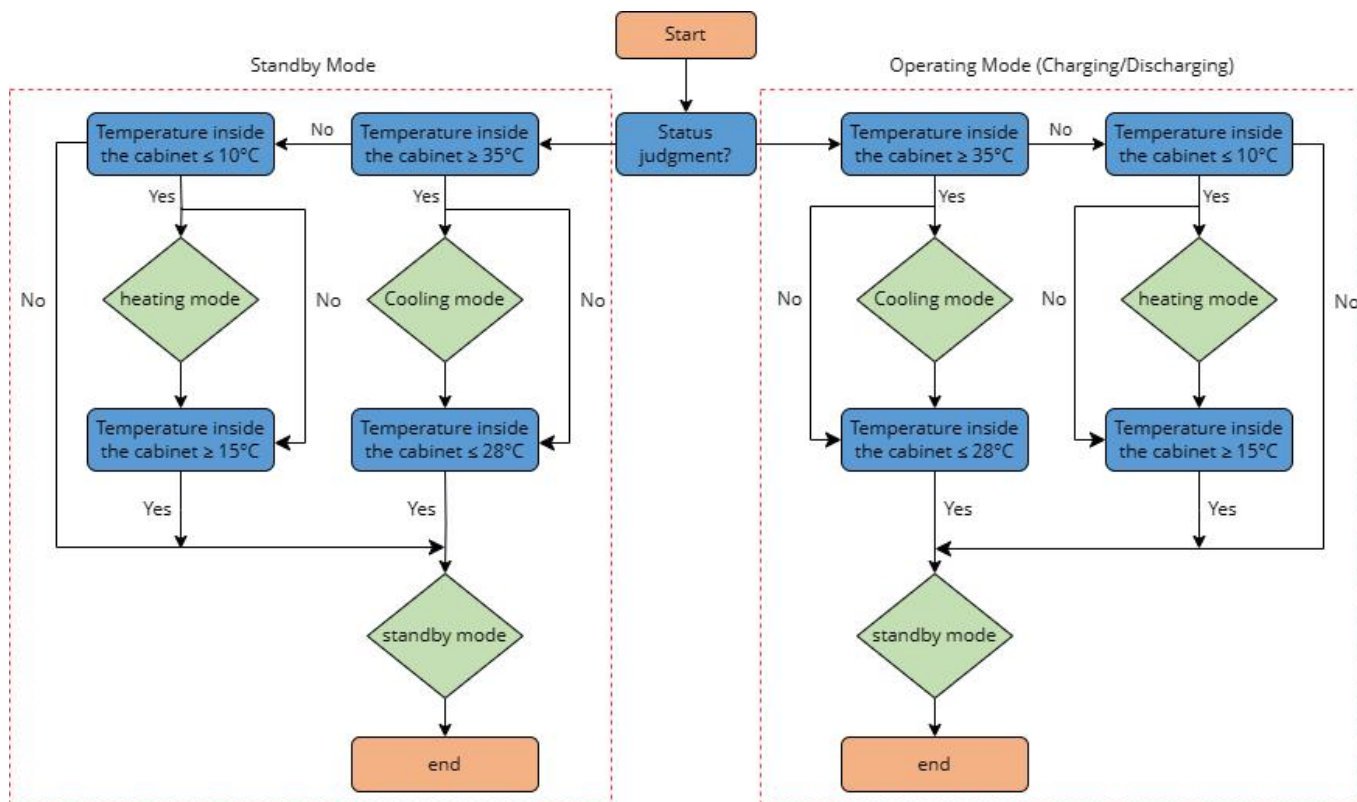 Start
Standby Mode
Operating Mode (Charging/Discharging)
Temperature inside
the cabinet ≤ 10°C
No
Temperature inside
the cabinet ≥ 35°C
Status
judgment?
Temperature inside
the cabinet ≥ 35°C
No
Temperature inside
the cabinet ≤ 10°C
Yes
Yes
Yes
Yes
No
heating mode
No
Cooling mode
No
No
Cooling mode
No
heating mode
No
Temperature inside
the cabinet ≥ 15°C
Temperature inside
the cabinet ≤ 28°C
Temperature inside
the cabinet ≤ 28°C
Temperature inside
the cabinet ≥ 15°C
Yes
Yes
Yes
Yes
standby mode
standby mode
end
end